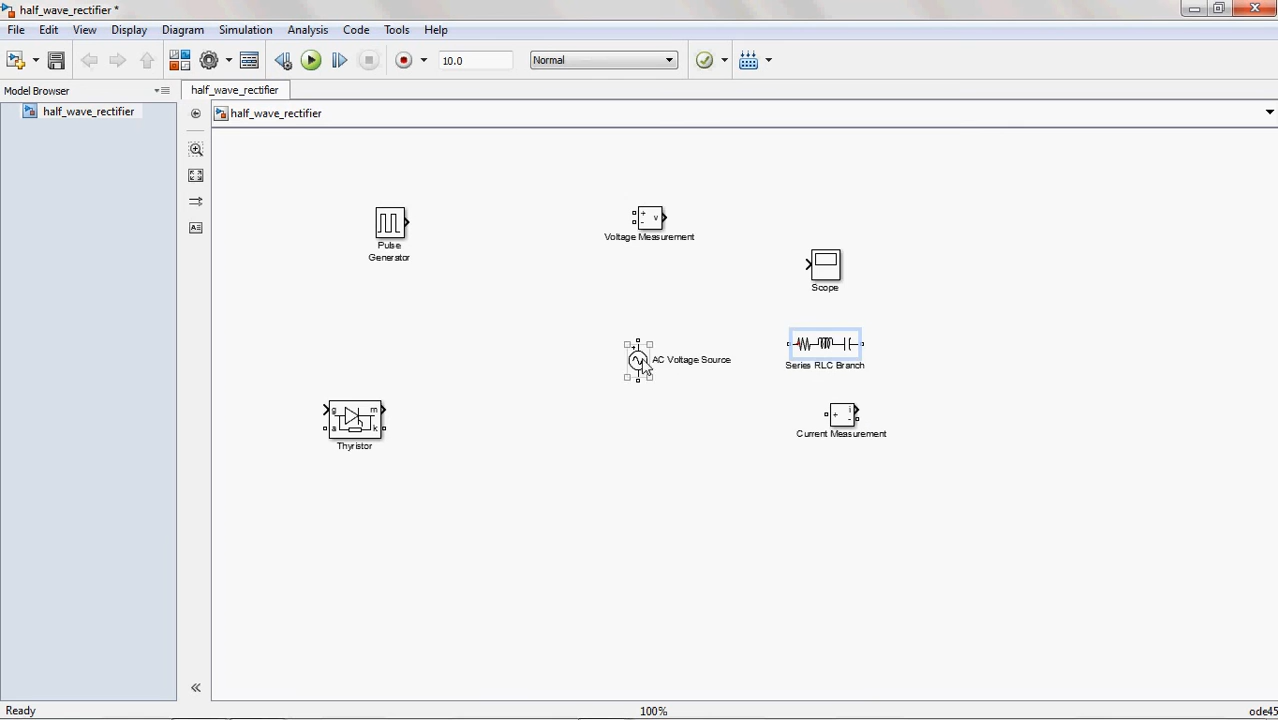 half_wave_rectifier *
File Edit View Display Diagram Simulation Analysis Code Tools Help
10.0 Normal
Model Browser half_wave_rectifier
half_wave_rectifier half_wave_rectifier
Pulse
Generator
+
-
v
Voltage Measurement
Scope
+
AC Voltage Source
Series RLC Branch
g m
a k
Thyristor
+
i
-
Current Measurement
Ready 100% ode45